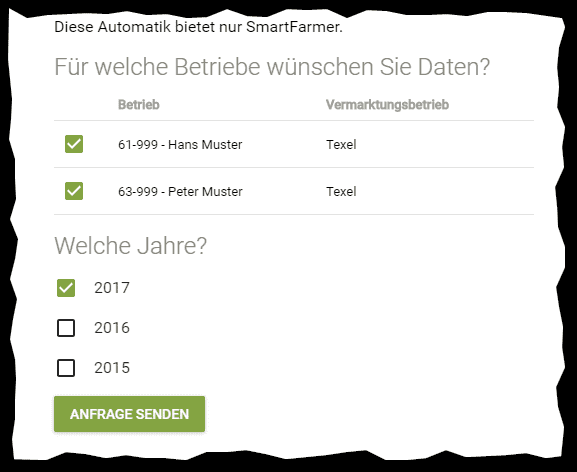 Diese Automatik bietet nur SmartFarmer.
Für welche Betriebe wünschen Sie Daten?
Betrieb Vermarktungsbetrieb
61-999 - Hans Muster Texel
63-999 - Peter Muster Texel
Welche Jahre?
2017
2016
2015
ANFRAGE SENDEN